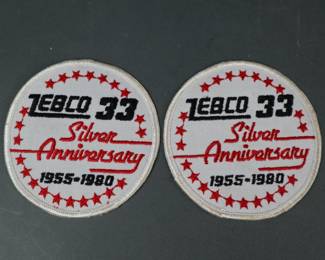 ZEBCO 33
Silver
Anniversary
1955-1980
ZEBCO 33
Silver
Anniversary
1955-1980